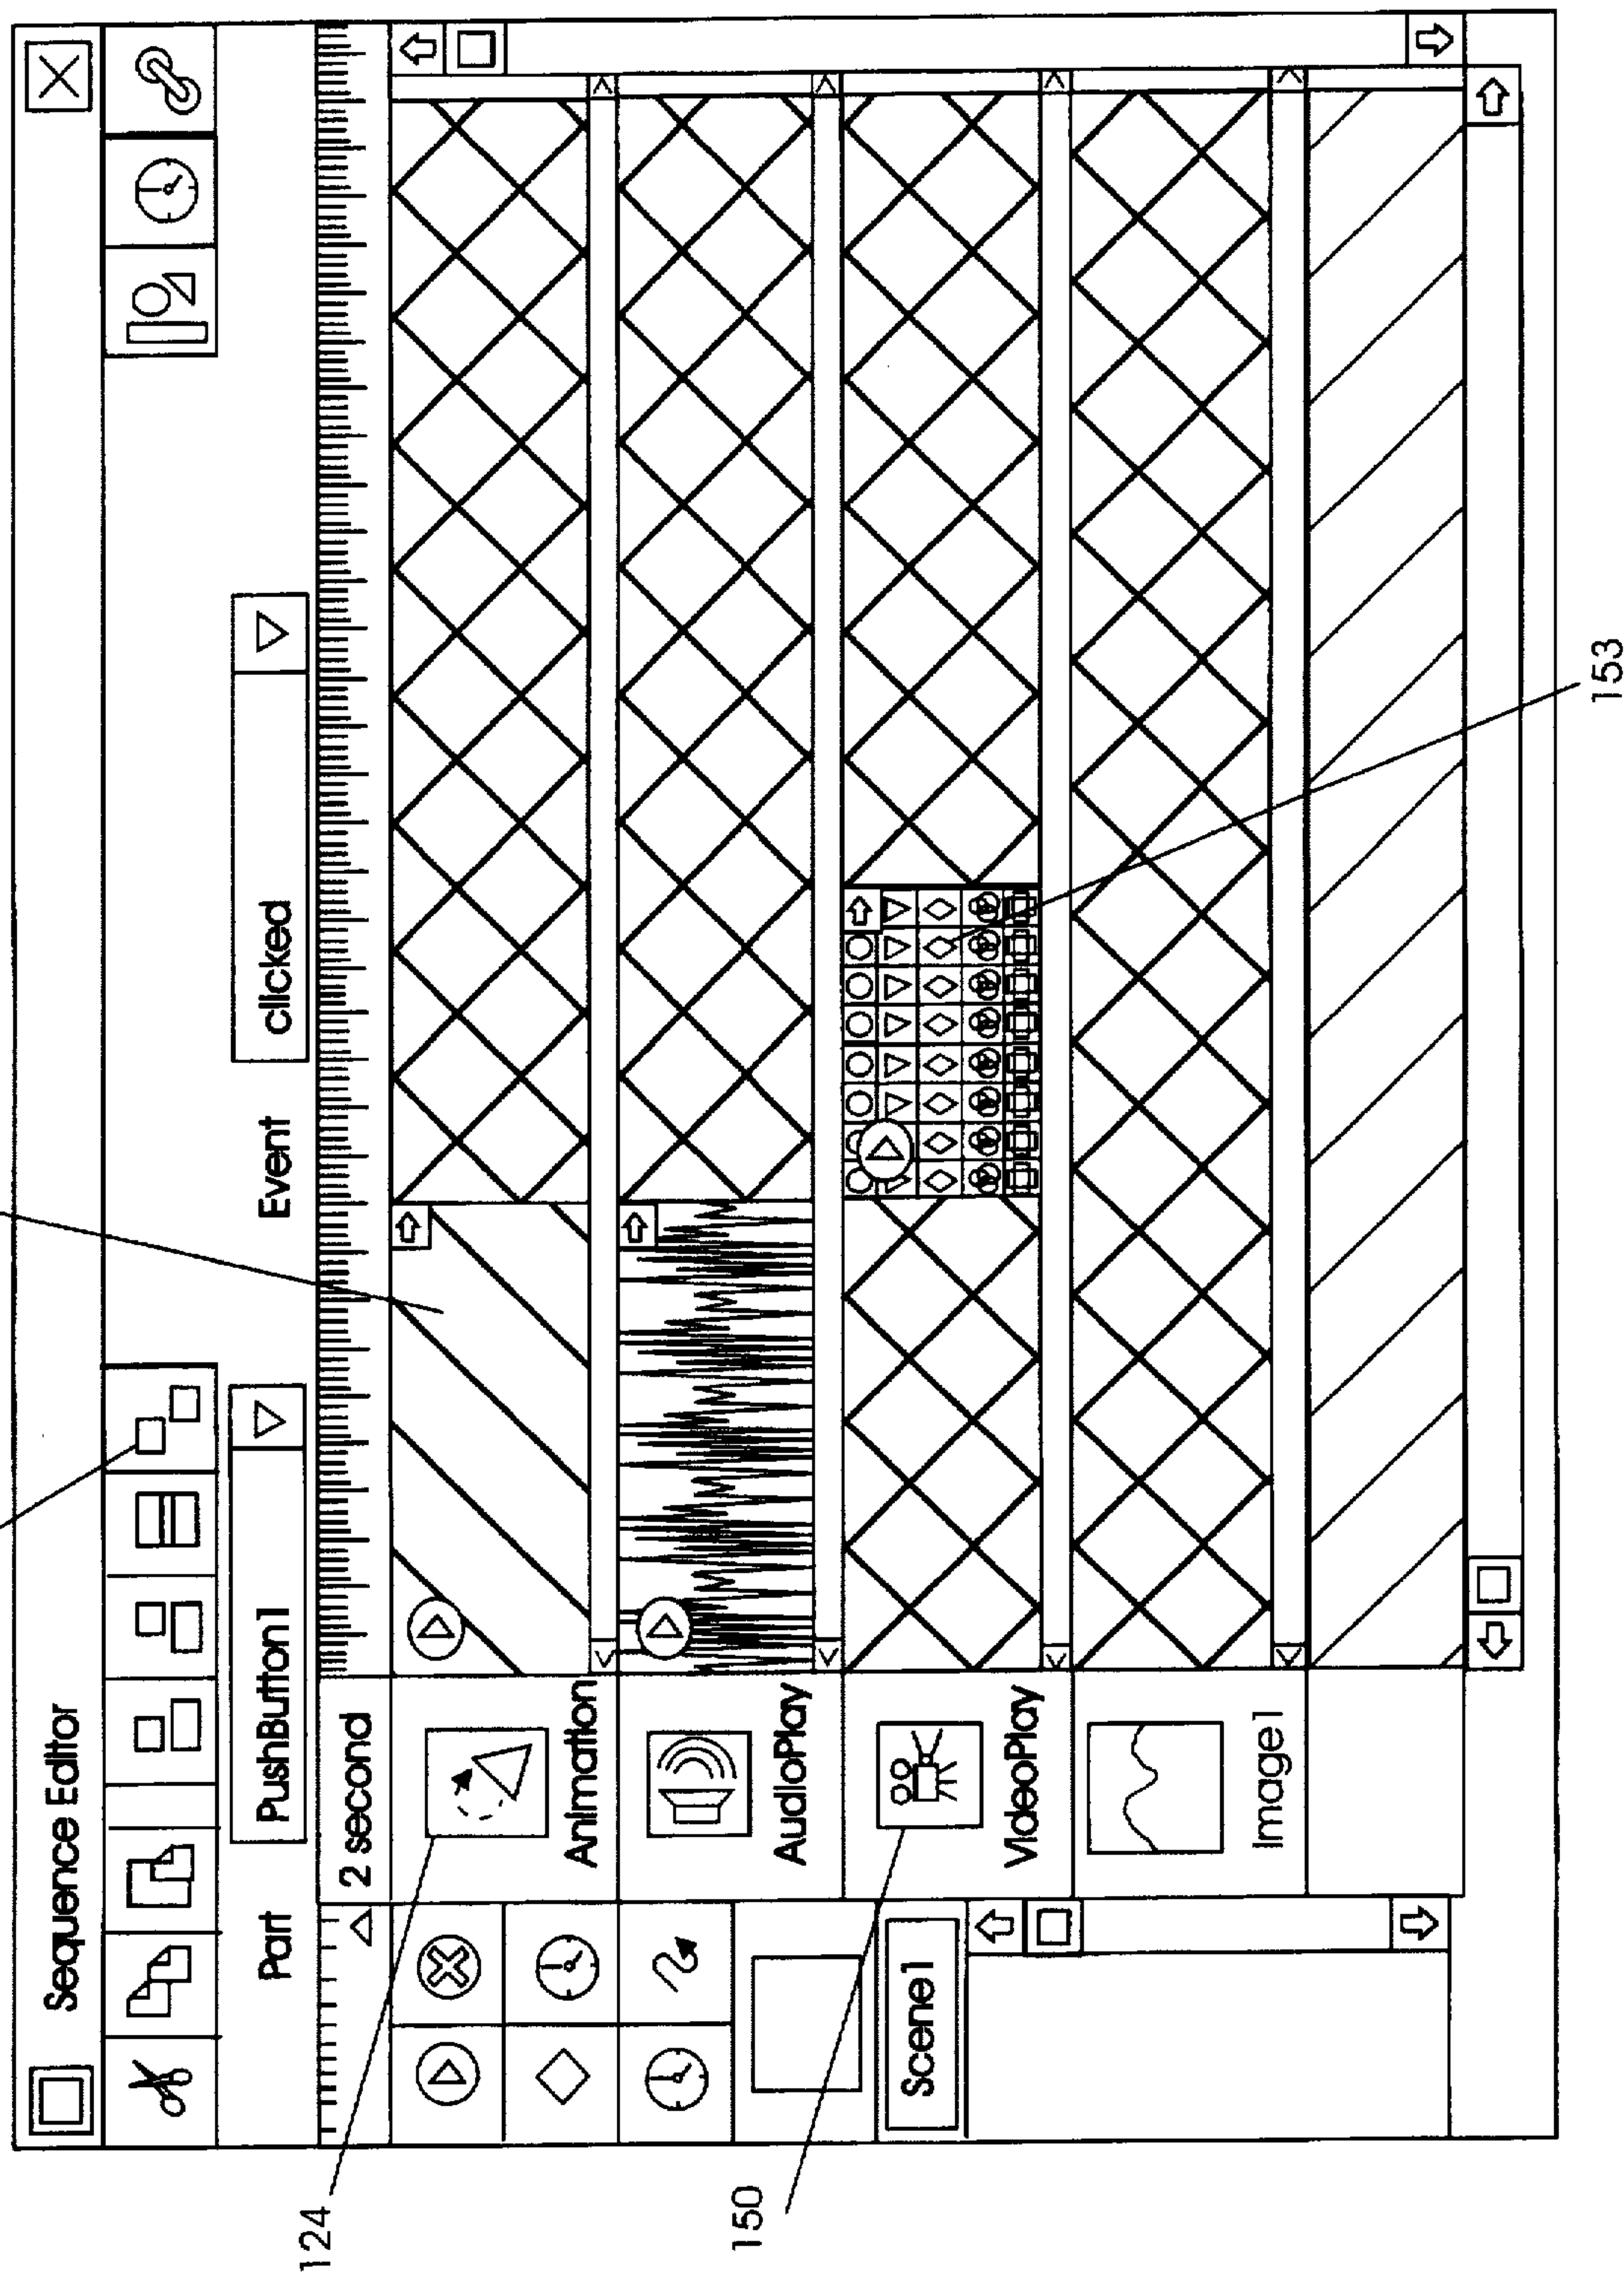 Sequence Editor
Part PushButton1 Event clicked
2 second
Animation
AudioPlay
VideoPlay
Image1
Scene1
124
150
153